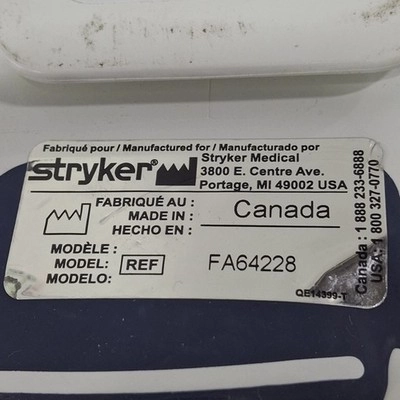 Fabriqué pour / Manufactured for / Manufacturado por
stryker®
Stryker Medical
3800 E. Centre Ave.
Portage, MI 49002 USA
FABRIQUÉ AU :
MADE IN :
HECHO EN :
Canada
MODÈLE :
MODEL:
MODELO:
REF
FA64228
QE14399-T
Canada : 1 888 233-6888
USA: 1 800 327-0770